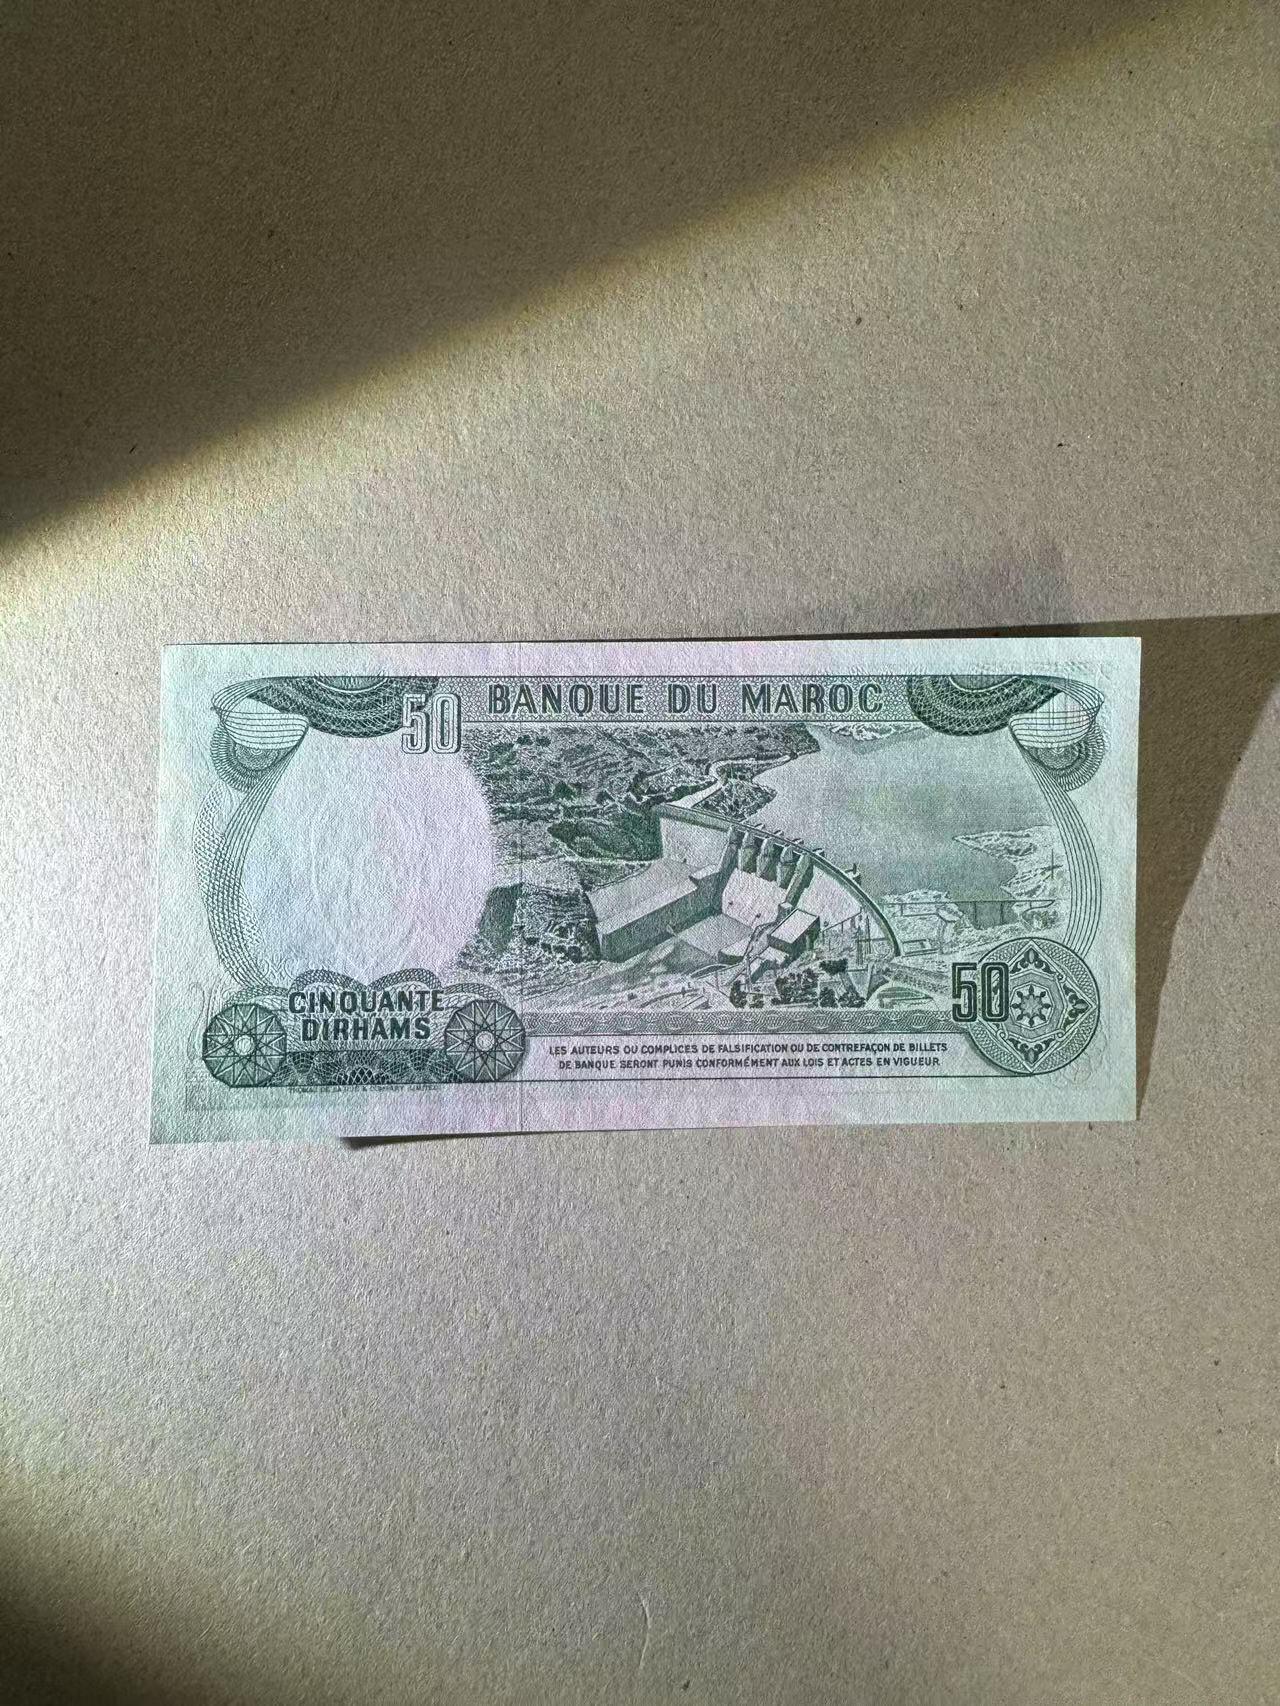 50 BANQUE DU MAROC
50
CINQUANTE
DIRHAMS
LES AUTEURS OU COMPLICES DE FALSIFICATION OU DE CONTREFAÇON DE BILLETS
DE BANQUE SERONT PUNIS CONFORMÉMENT AUX LOIS ET ACTES EN VIGUEUR